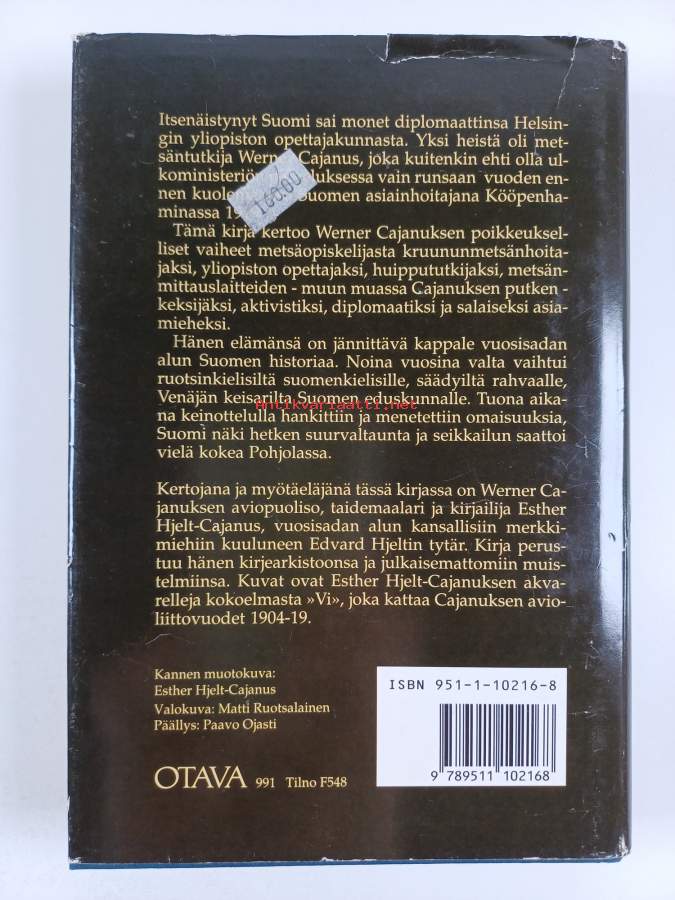 Itsenäistynyt Suomi sai monet diplomaattinsa Helsin-
gin yliopiston opettajakunnasta. Yksi heistä oli met-
säntutkija Werner Cajanus, joka kuitenkin ehti olla ul-
koministeriön luksessa vain runsaan vuoden en-
nen Suomen asiainhoitajana Kööpenha-
minassa
160.00
Tämä kirja kertoo Werner Cajanuksen poikkeuksel-
liset vaiheet metsäopiskelijasta kruununmetsänhoita-
jaksi, yliopiston opettajaksi, huippututkijaksi, metsän-
mittauslaitteiden - muun muassa Cajanuksen putken -
keksijäksi, aktivistiksi, diplomaatiksi ja salaiseksi asia-
mieheksi.
Hänen elämänsä on jännittävä kappale vuosisadan
alun Suomen historiaa. Noina vuosina valta vaihtui
ruotsinkielisiltä suomenkielisille, säädyiltä rahvaalle,
Venäjän keisarilta Suomen eduskunnalle. Tuona aika-
Antikvariaatti.net
na keinottelulla hankittiin ja menetettiin omaisuuksia,
Suomi näki hetken suurvaltaunta ja seikkailun saattoi
vielä kokea Pohjolassa.
Kertojana ja myötäeläjänä tässä kirjassa on Werner Ca-
januksen aviopuoliso, taidemaalari ja kirjailija Esther
Hjelt-Cajanus, vuosisadan alun kansallisiin merkki-
miehiin kuuluneen Edvard Hjeltin tytär. Kirja perus-
tuu hänen kirjearkistoonsa ja julkaisemattomiin muis-
telmiinsa. Kuvat ovat Esther Hjelt-Cajanuksen akva-
relleja kokoelmasta »Vi», joka kattaa Cajanuksen avio-
liittovuodet 1904-19.
Kannen muotokuva:
Esther Hjelt-Cajanus
Valokuva: Matti Ruotsalainen
Päällys: Paavo Ojasti
OTAVA 991 Tilno F548
ISBN 951-1-10216-8
9 789511 102168